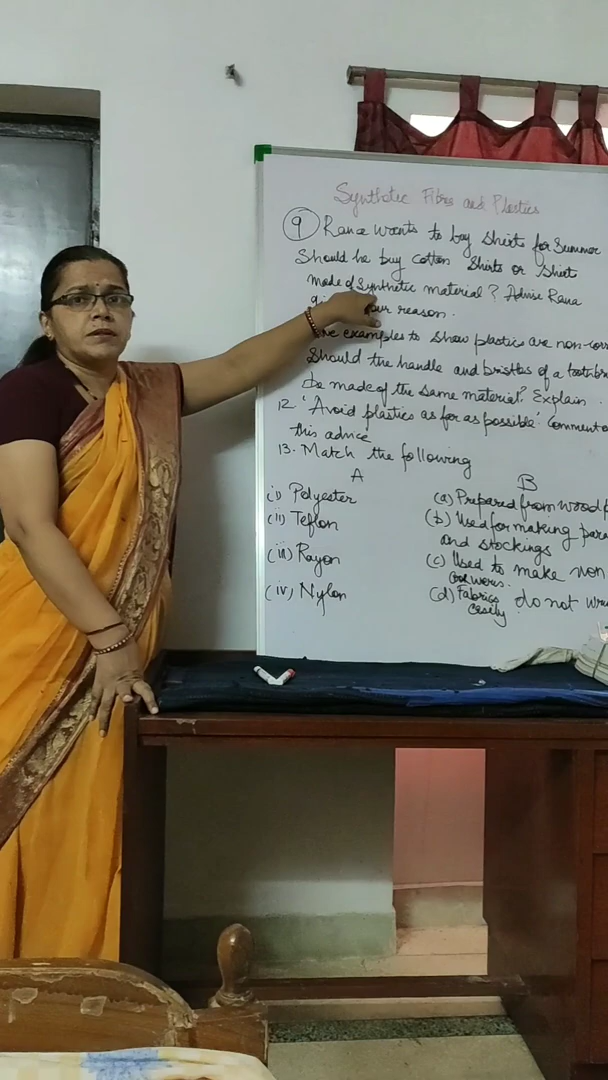 Synthetic Fibres and Plastics
9 Rana wants to buy shirts for Summer
Should he buy cotton Shirts or Shirts
made of Synthetic material? Advise Rana
reason.
examples to show plastics are non-
Should the handle and bristles of a
be made of the same material? Explain.
12. 'Avoid plastics as far as possible'. Comment
this advice
13. Match the following
A B
(i) Polyester (a) Prepared from wood
(ii) Teflon (b) Used for making
and stockings
(iii) Rayon (c) Used to make non
(iv) Nylon (d) Fabrics do not
easily